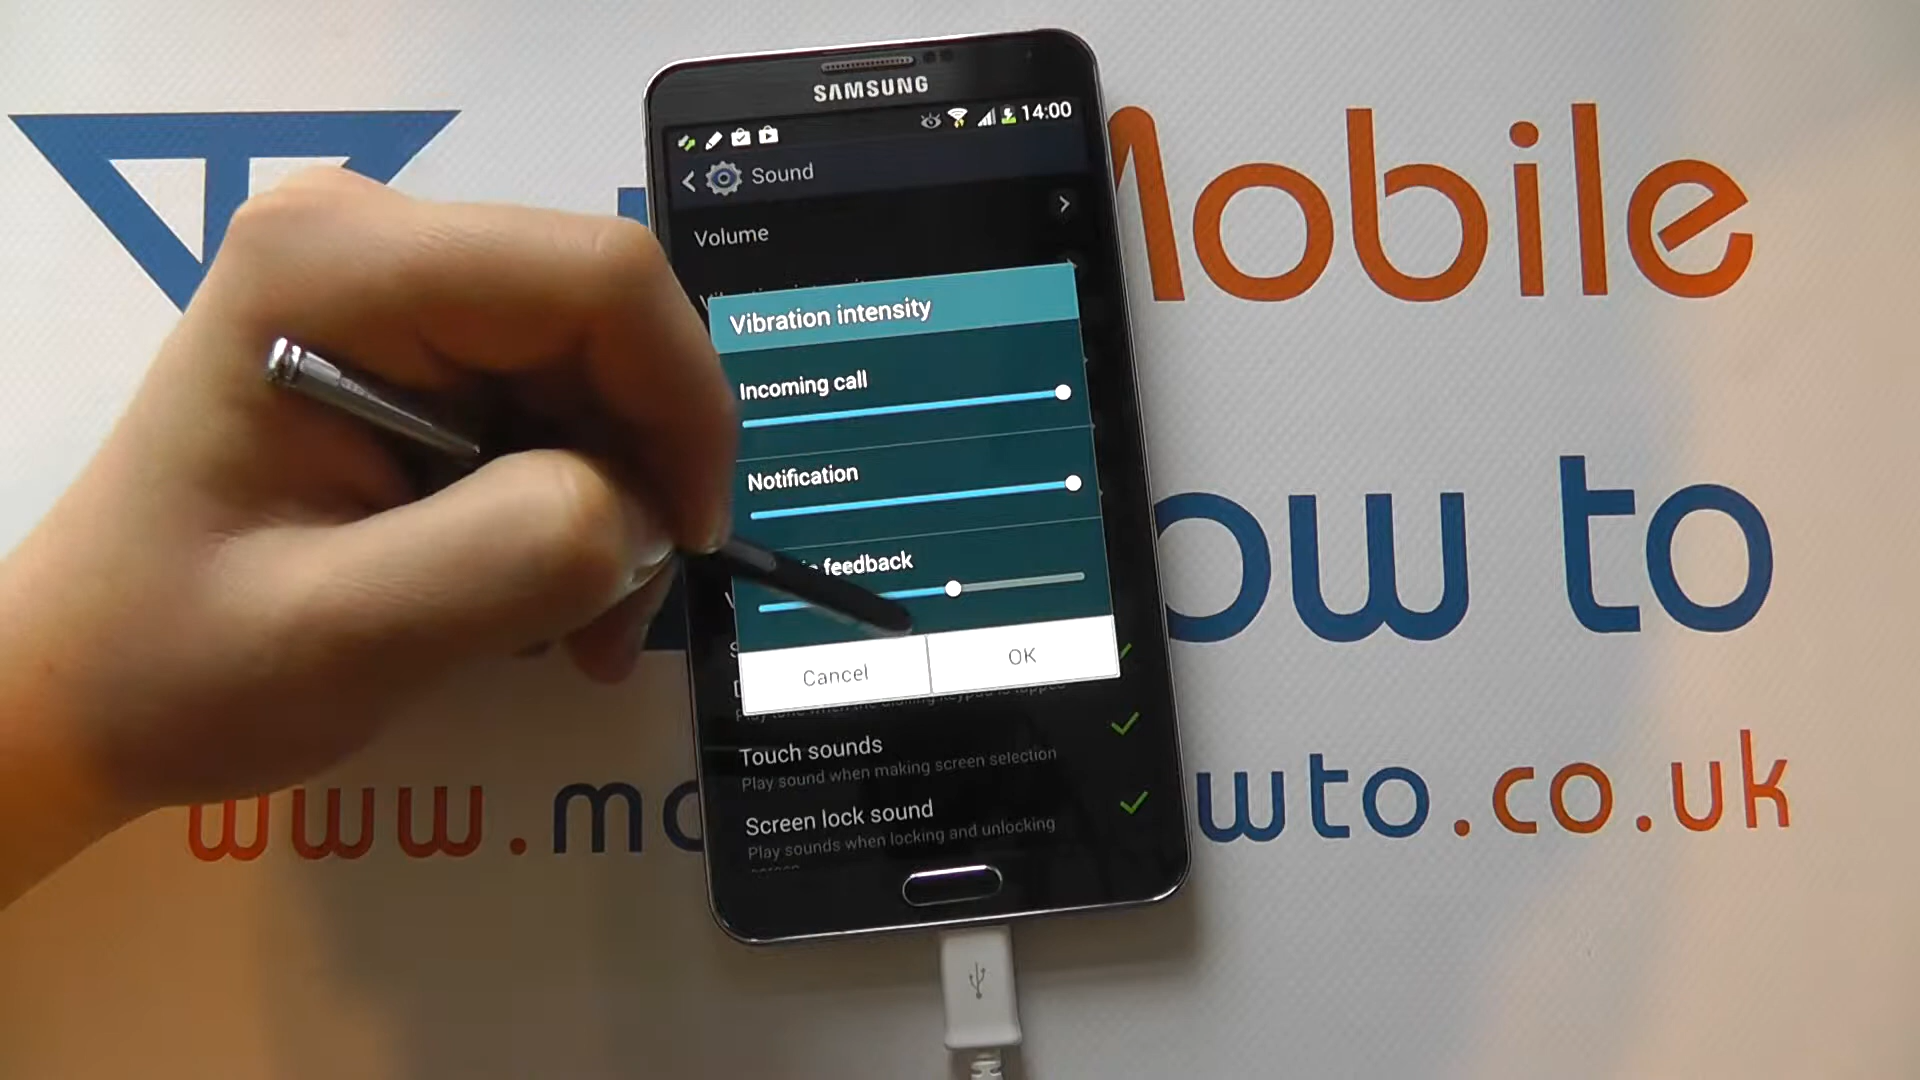 SAMSUNG
14:00
Sound
Volume
Vibration intensity
Incoming call
Notification
feedback
Cancel
OK
Touch sounds
Play sound when making screen selection
Screen lock sound
Play sounds when locking and unlocking
screen
Mobile
ow to
www.mo
wto.co.uk